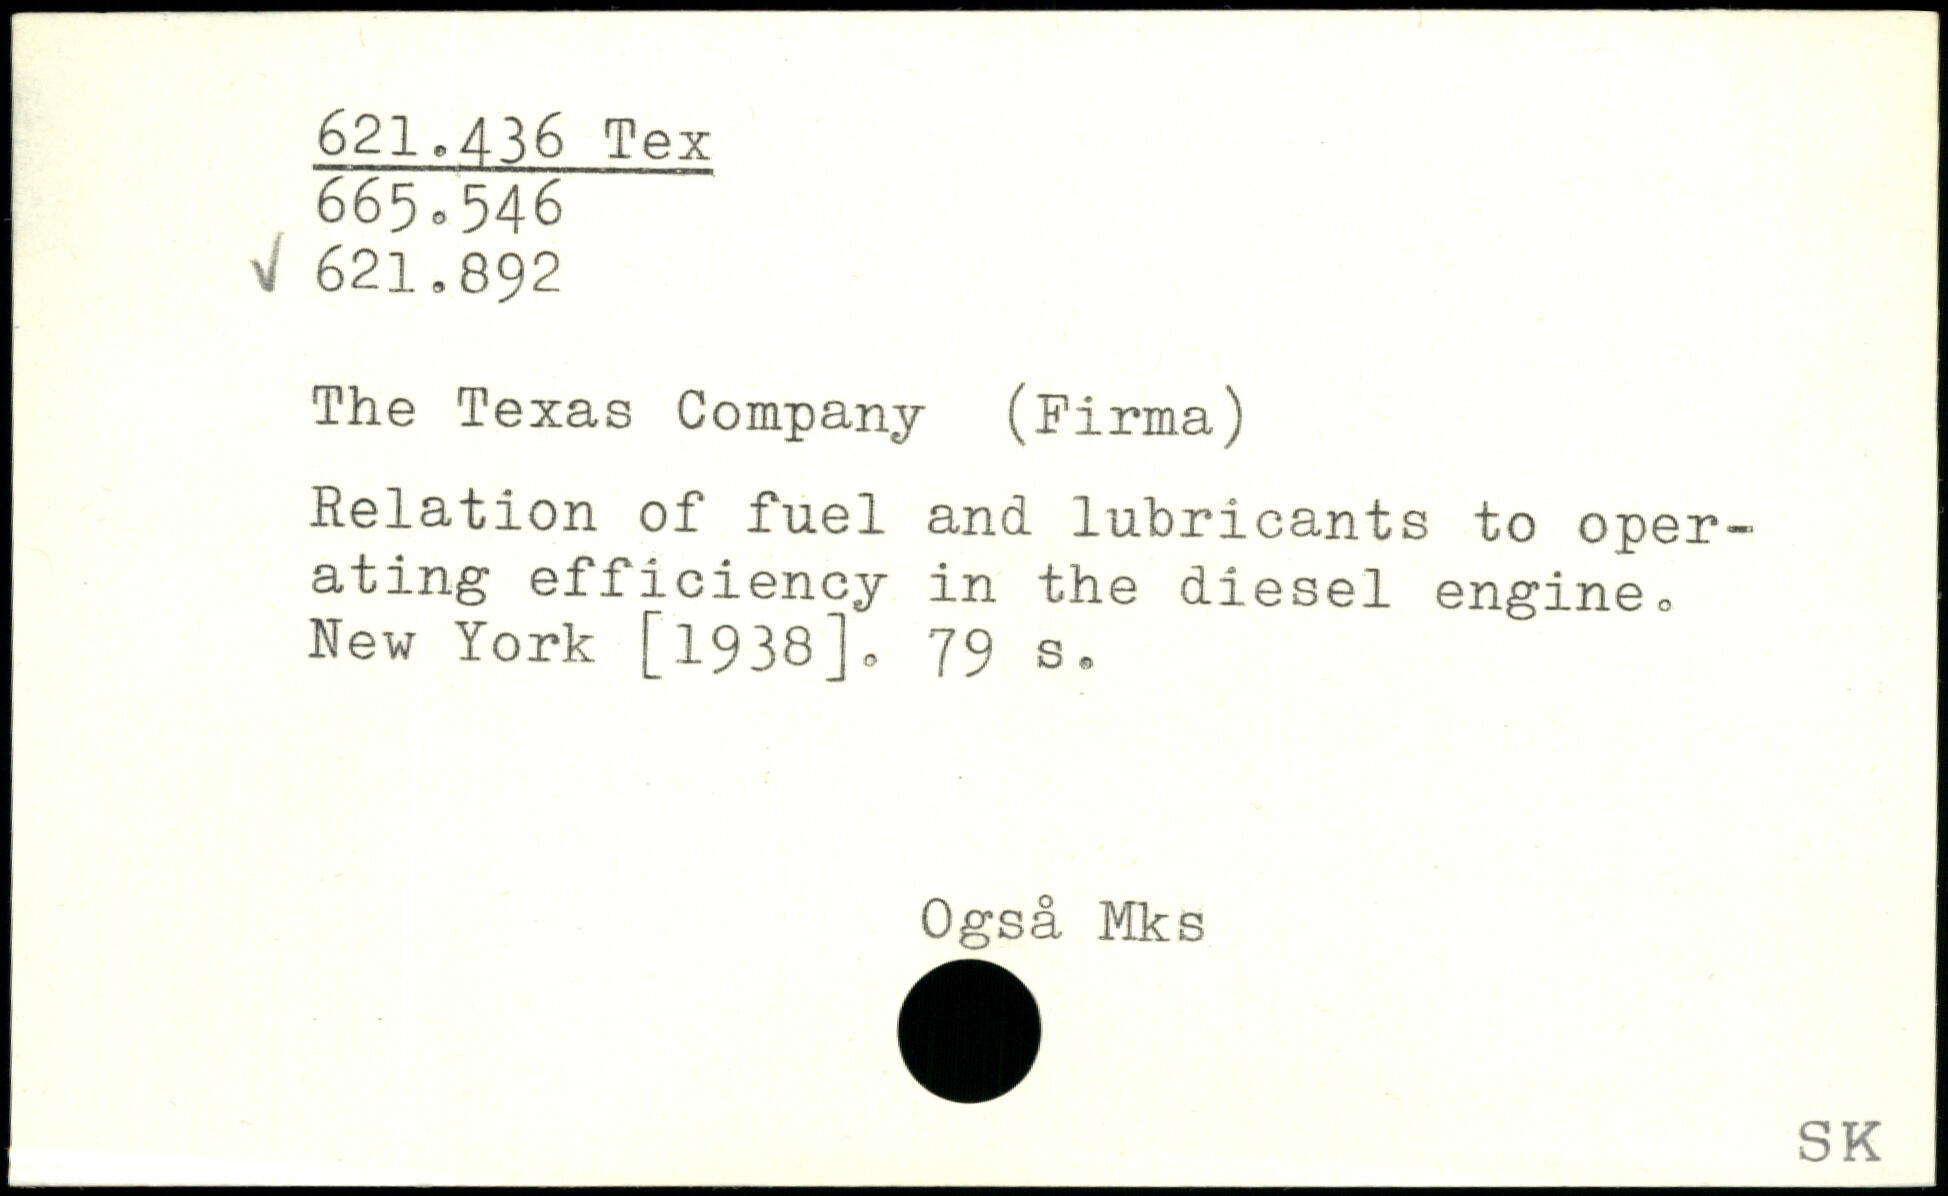 621.436 Tex
665.546
√ 621.892
The Texas Company (Firma)
Relation of fuel and lubricants to oper-
ating efficiency in the diesel engine.
New York [1938]. 79 s.
Også Mks
SK